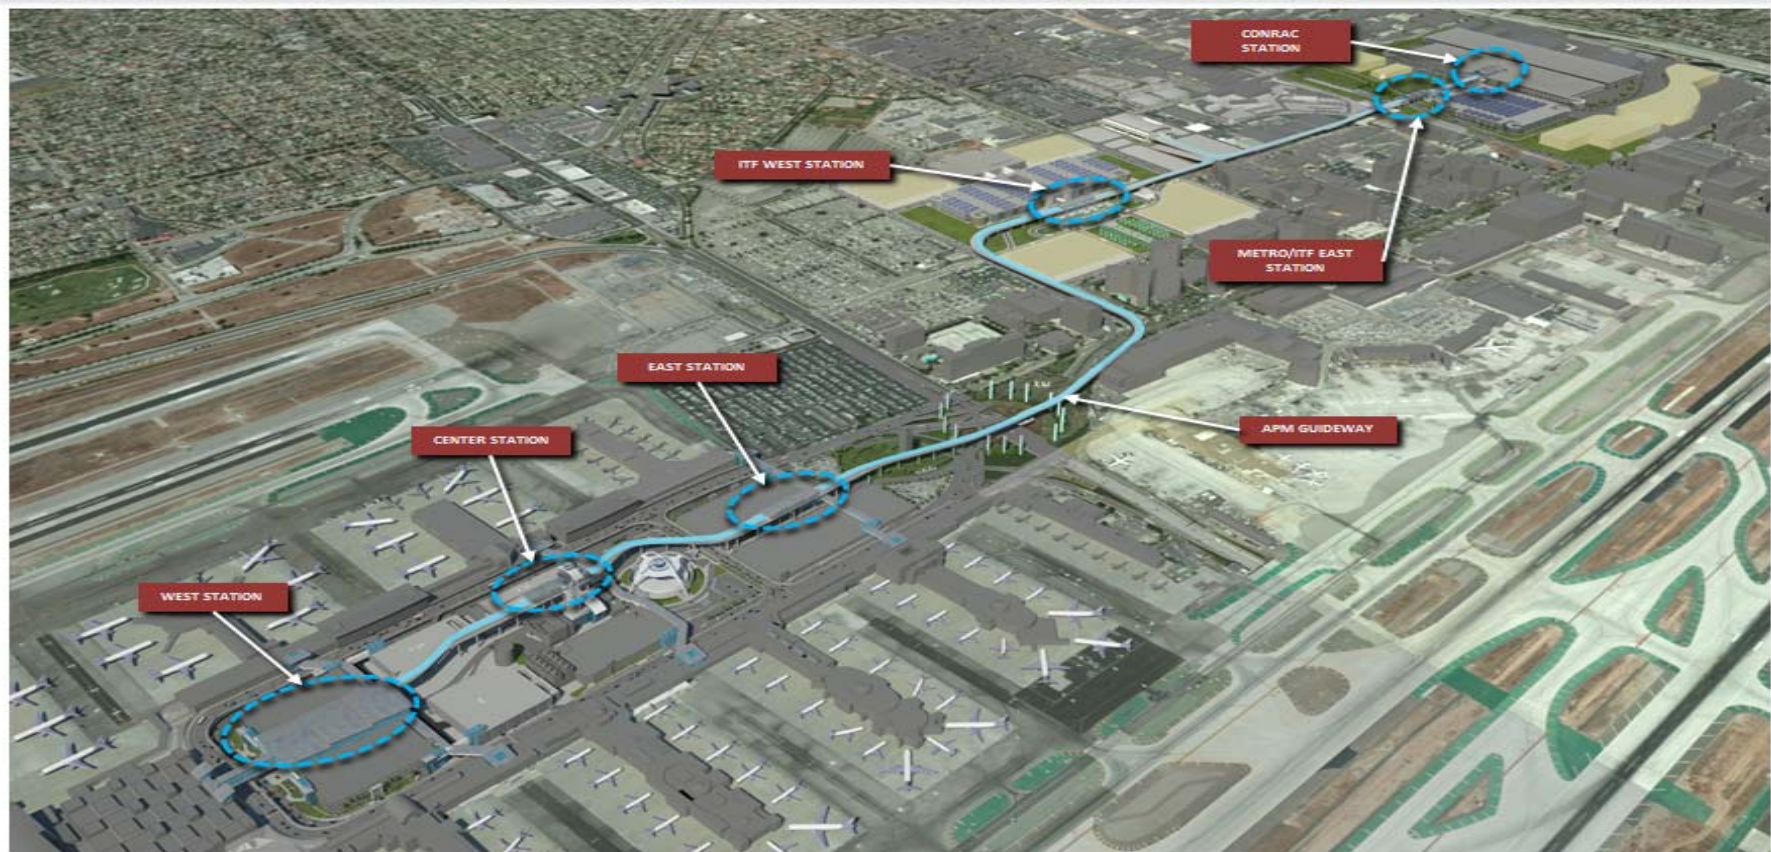 CONRAC
STATION
ITF WEST STATION
METRO/ITF EAST
STATION
EAST STATION
APM GUIDEWAY
CENTER STATION
WEST STATION